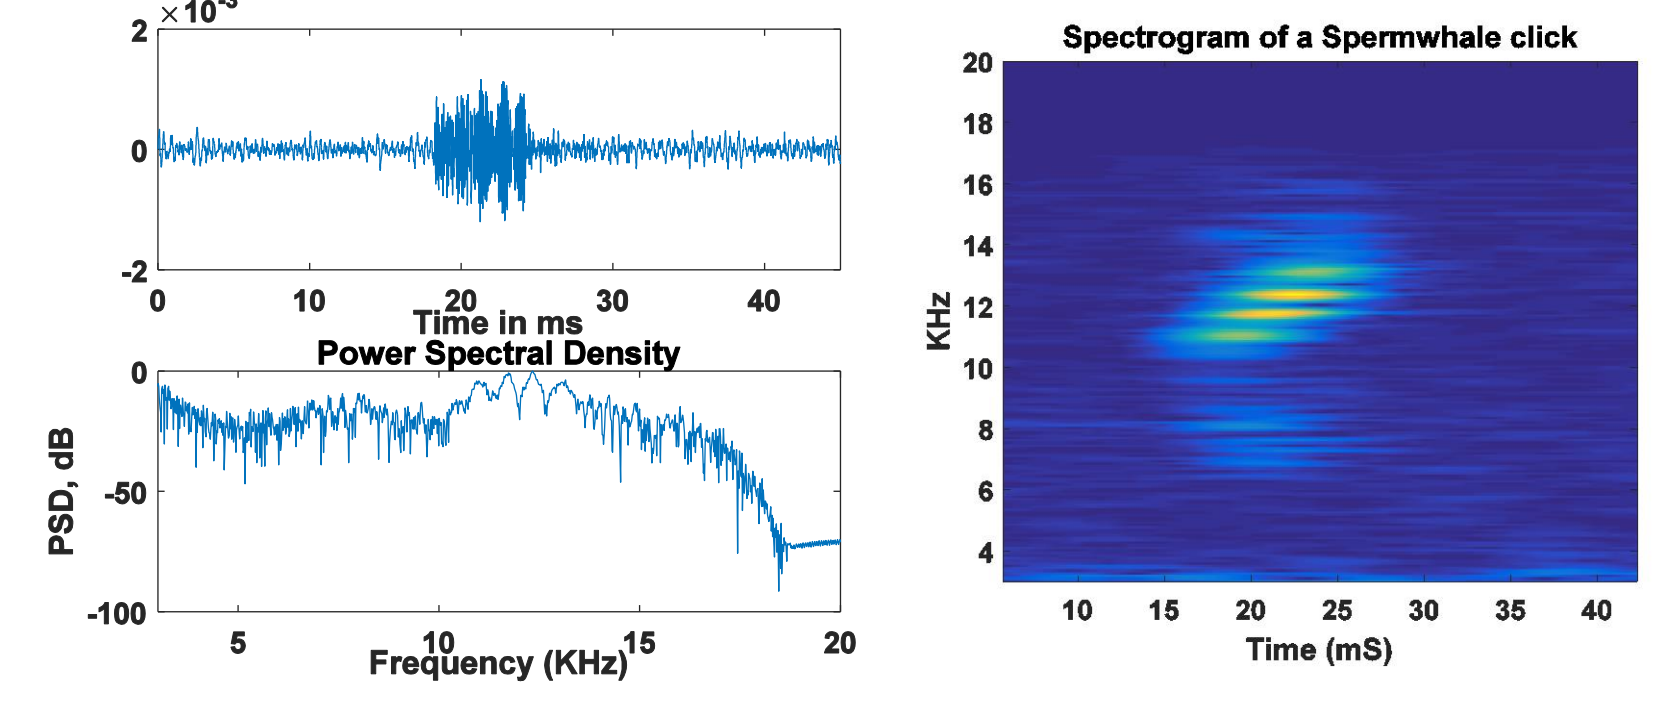 ×10-3
2
0
-2
0 10 20 30 40
Time in ms
Power Spectral Density
0
-50
-100
PSD, dB
5 10 15 20
Frequency (KHz)
Spectrogram of a Spermwhale click
20
18
16
14
12
10
8
6
4
KHz
10 15 20 25 30 35 40
Time (mS)